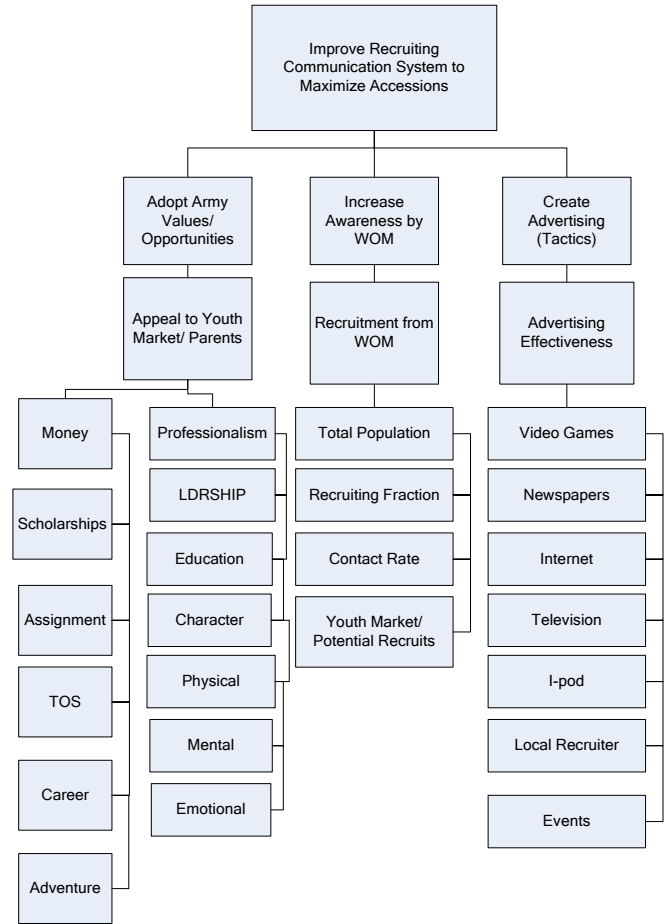 Improve Recruiting
Communication System to
Maximize Accessions
Adopt Army
Values/
Opportunities
Increase
Awareness by
WOM
Create
Advertising
(Tactics)
Appeal to Youth
Market/ Parents
Recruitment from
WOM
Advertising
Effectiveness
Money
Scholarships
Assignment
TOS
Career
Adventure
Professionalism
LDRSHIP
Education
Character
Physical
Mental
Emotional
Total Population
Recruiting Fraction
Contact Rate
Youth Market/
Potential Recruits
Video Games
Newspapers
Internet
Television
I-pod
Local Recruiter
Events